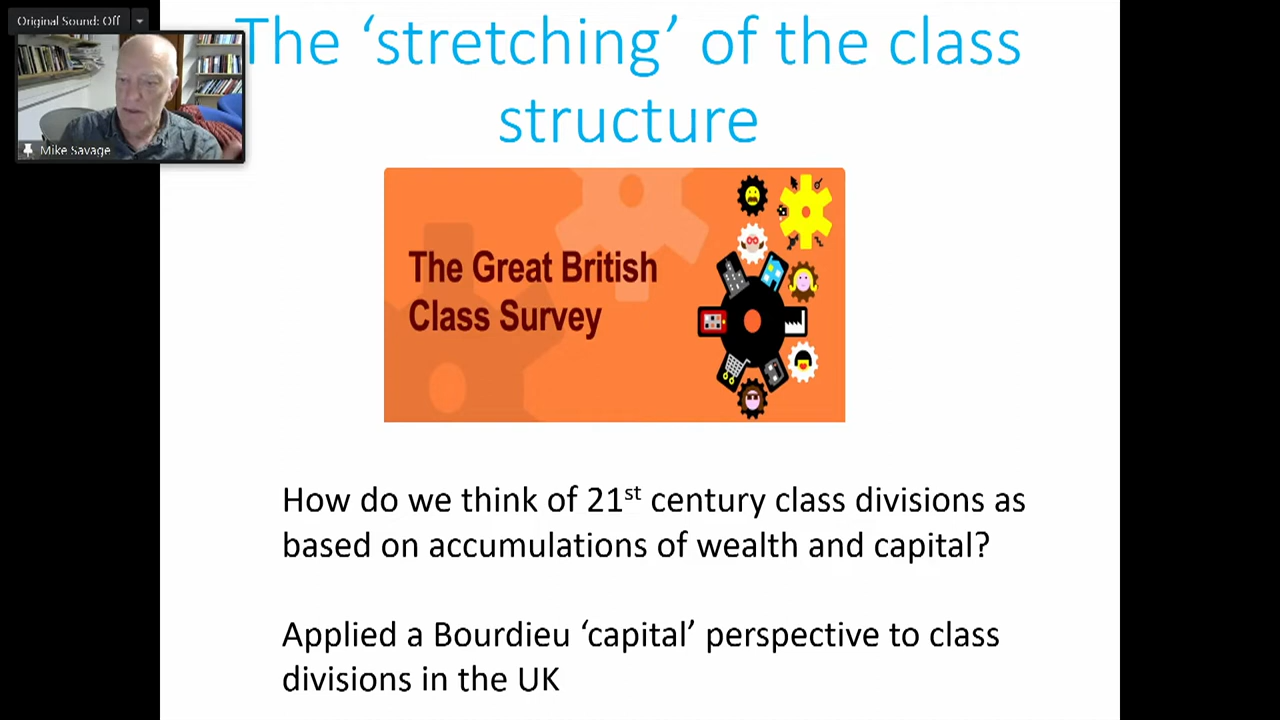 Original Sound: Off
The ‘stretching’ of the class
structure
Mike Savage
The Great British
Class Survey
How do we think of 21st century class divisions as
based on accumulations of wealth and capital?
Applied a Bourdieu ‘capital’ perspective to class
divisions in the UK